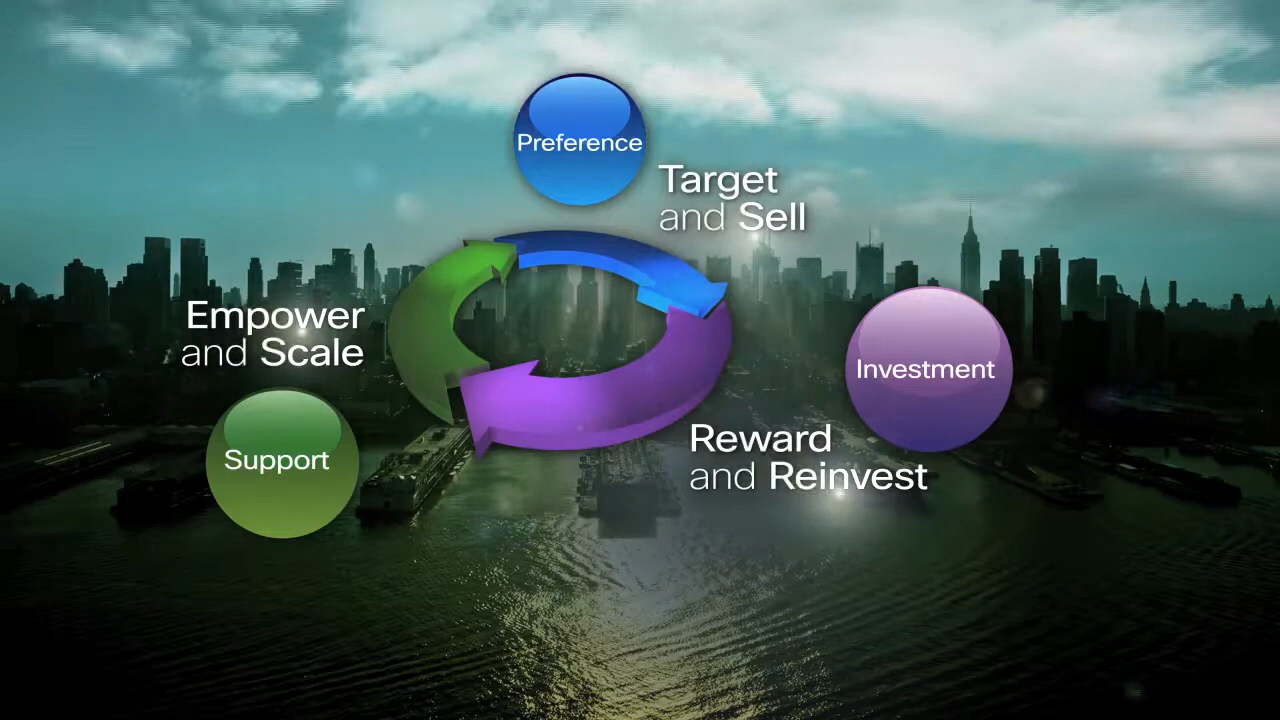 Preference
Target
and Sell
Empower
and Scale
Investment
Support
Reward
and Reinvest